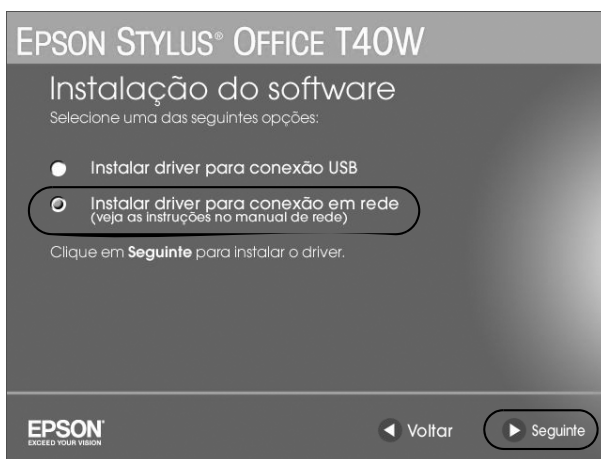 EPSON STYLUS® OFFICE T40W
Instalação do software
Selecione uma das seguintes opções:
Instalar driver para conexão USB
Instalar driver para conexão em rede
(veja as instruções no manual de rede)
Clique em Seguinte para instalar o driver.
EPSON®
EXCEED YOUR VISION
Voltar
Seguinte